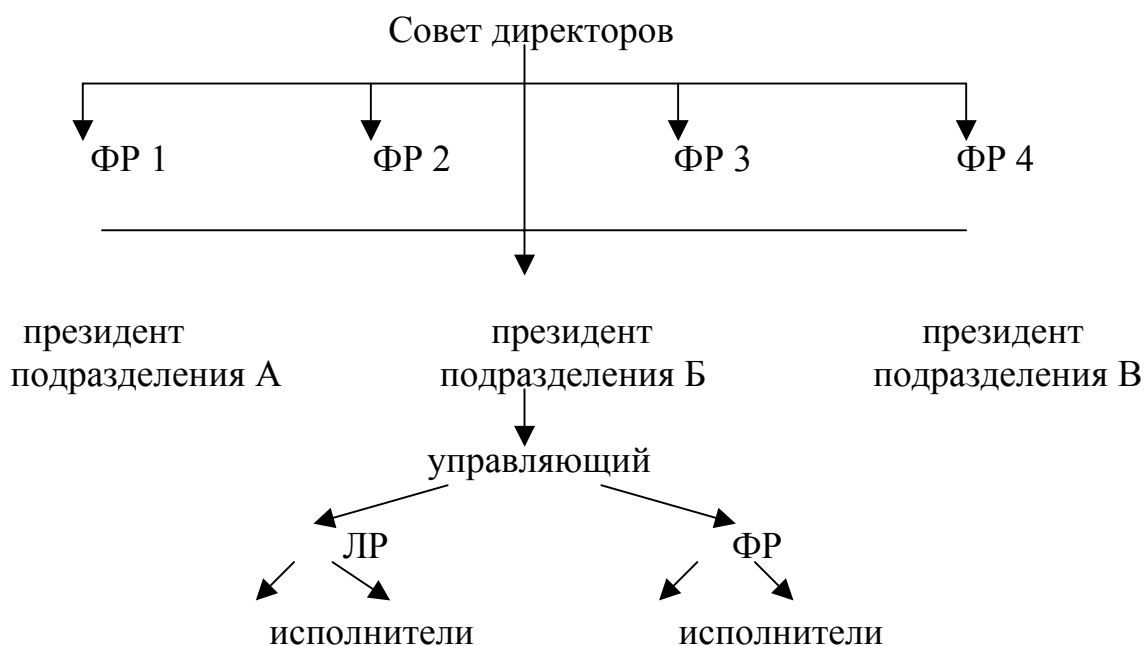 Совет директоров
ФР 1 ФР 2 ФР 3 ФР 4
президент президент президент
подразделения А подразделения Б подразделения В
управляющий
ЛР ФР
исполнители исполнители